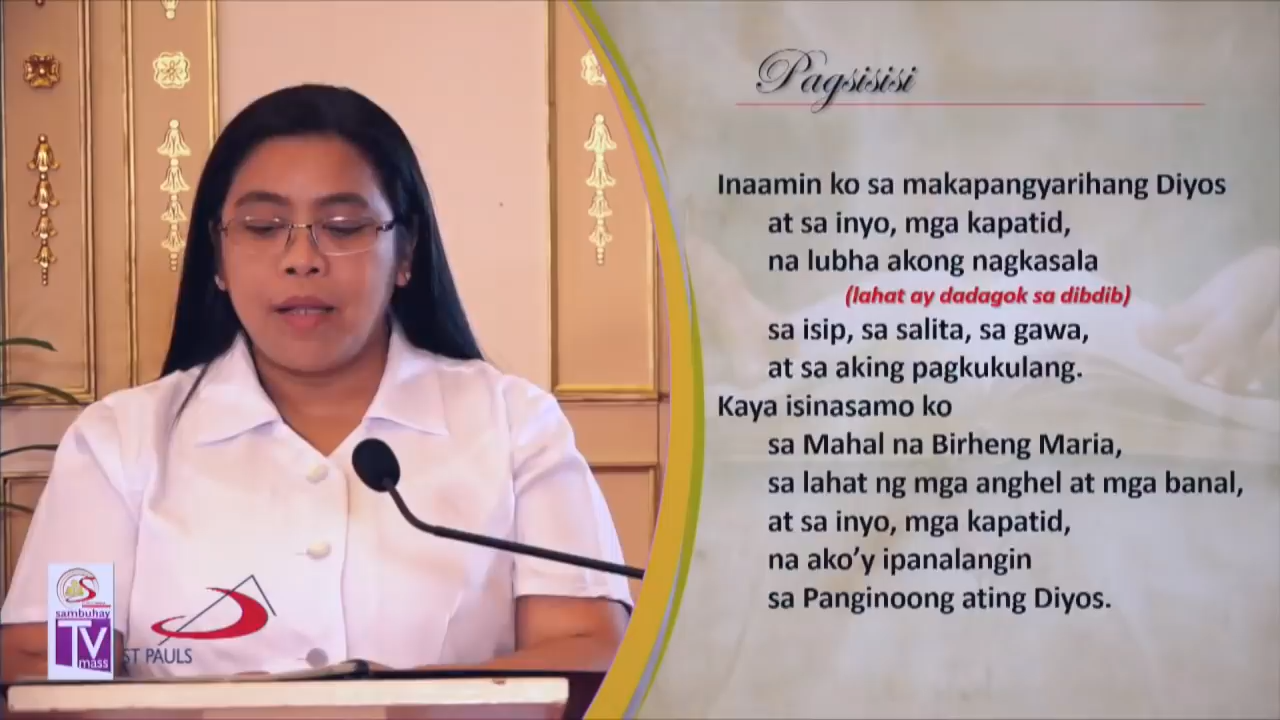 Pagsisisi
Inaamin ko sa makapangyarihang Diyos
at sa inyo, mga kapatid,
na lubha akong nagkasala
(lahat ay dadagok sa dibdib)
sa isip, sa salita, sa gawa,
at sa aking pagkukulang.
Kaya isinasamo ko
sa Mahal na Birheng Maria,
sa lahat ng mga anghel at mga banal,
at sa inyo, mga kapatid,
na ako’y ipanalangin
sa Panginoong ating Diyos.
sambuhay
TV
mass
ST PAULS